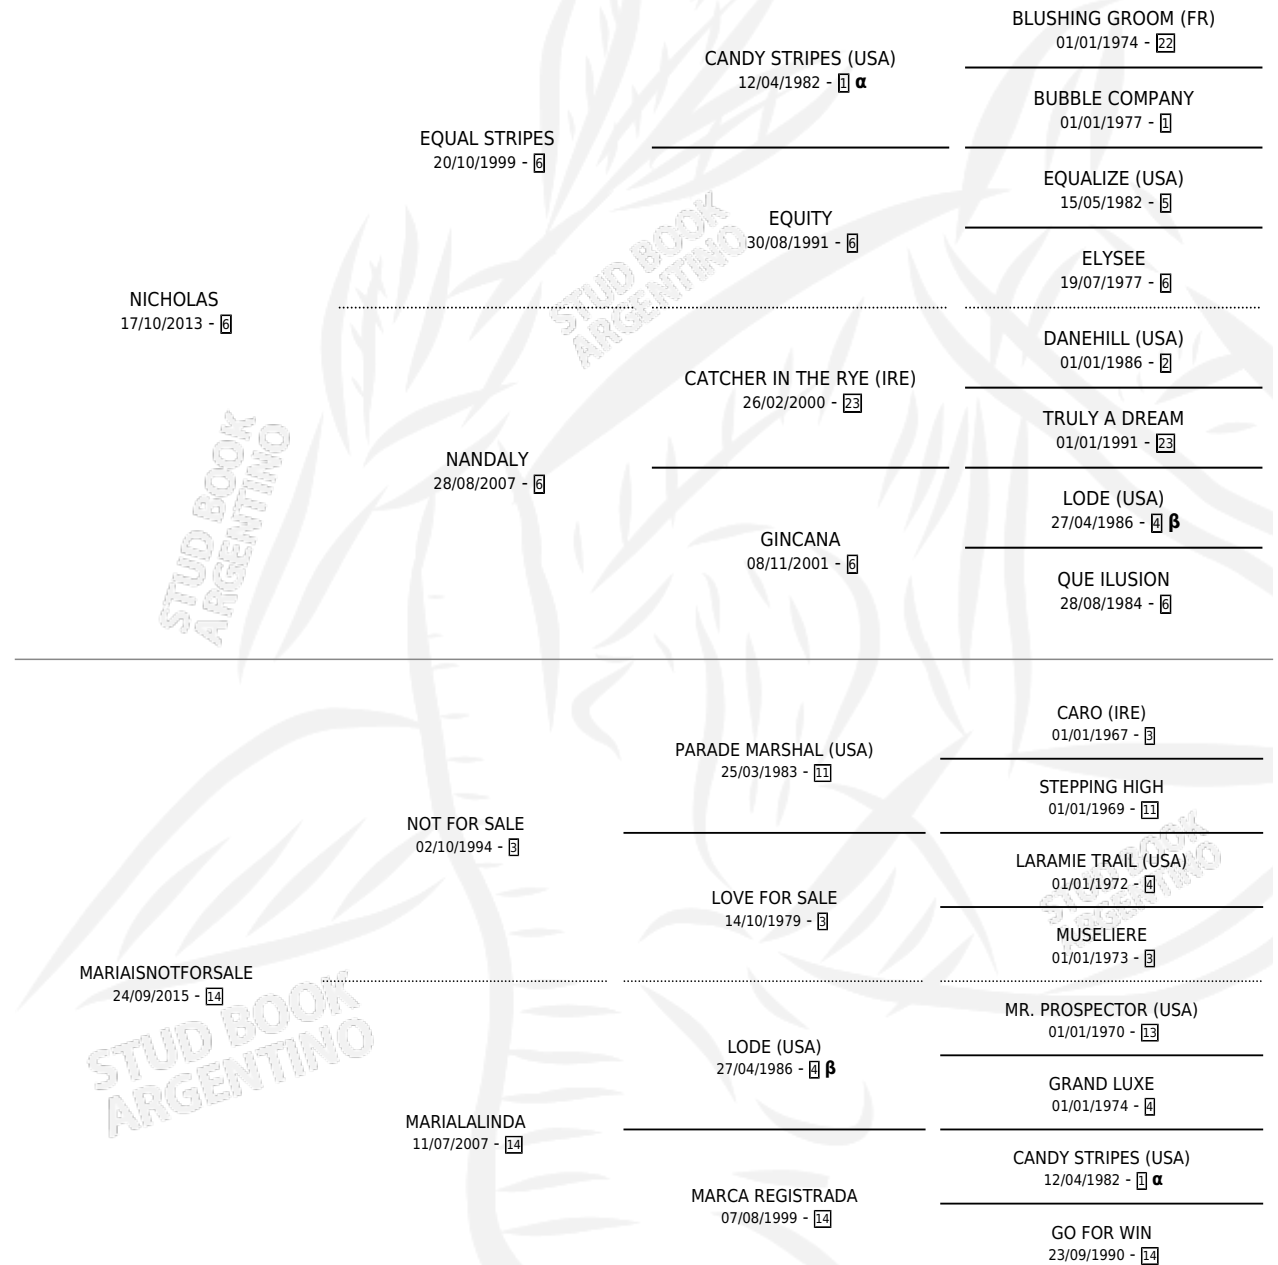 BLUSHING GROOM (FR)
01/01/1974 - 22
CANDY STRIPES (USA)
12/04/1982 - 1 α
BUBBLE COMPANY
01/01/1977 - 1
EQUAL STRIPES
20/10/1999 - 6
EQUALIZE (USA)
15/05/1982 - 5
EQUITY
30/08/1991 - 6
ELYSEE
19/07/1977 - 6
STUD BOOK
ARGENTINO
NICHOLAS
17/10/2013 - 6
DANEHILL (USA)
01/01/1986 - 2
CATCHER IN THE RYE (IRE)
26/02/2000 - 23
TRULY A DREAM
01/01/1991 - 23
NANDALY
28/08/2007 - 6
LODE (USA)
27/04/1986 - 4 β
GINCANA
08/11/2001 - 6
QUE ILUSION
28/08/1984 - 6
STUD BOOK
ARGENTINO
CARO (IRE)
01/01/1967 - 3
PARADE MARSHAL (USA)
25/03/1983 - 11
STEPPING HIGH
01/01/1969 - 11
NOT FOR SALE
02/10/1994 - 3
LARAMIE TRAIL (USA)
01/01/1972 - 4
LOVE FOR SALE
14/10/1979 - 3
MUSELIERE
01/01/1973 - 3
STUD BOOK
ARGENTINO
MARIAISNOTFORSALE
24/09/2015 - 14
MR. PROSPECTOR (USA)
01/01/1970 - 13
LODE (USA)
27/04/1986 - 4 β
GRAND LUXE
01/01/1974 - 4
STUD BOOK
ARGENTINO
MARIALALINDA
11/07/2007 - 14
CANDY STRIPES (USA)
12/04/1982 - 1 α
MARCA REGISTRADA
07/08/1999 - 14
GO FOR WIN
23/09/1990 - 14